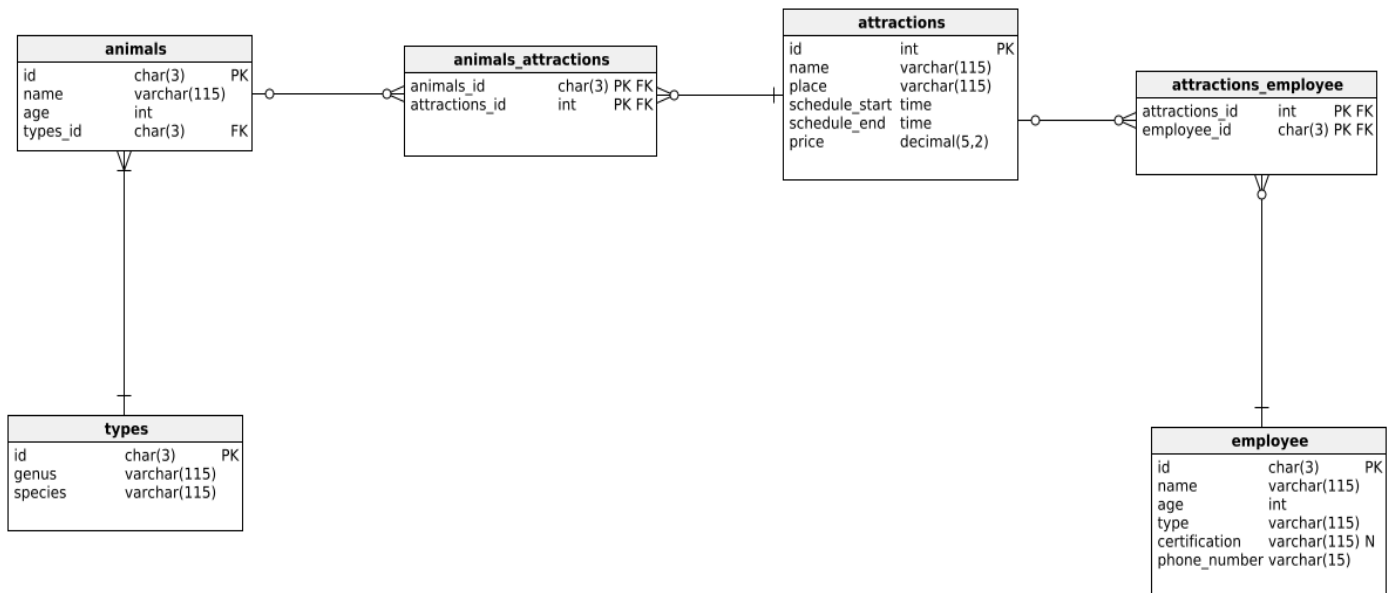 animals
id char(3) PK
name varchar(115)
age int
types_id char(3) FK
animals_attractions
animals_id char(3) PK FK
attractions_id int PK FK
attractions
id int PK
name varchar(115)
place varchar(115)
schedule_start time
schedule_end time
price decimal(5,2)
attractions_employee
attractions_id int PK FK
employee_id char(3) PK FK
types
id char(3) PK
genus varchar(115)
species varchar(115)
employee
id char(3) PK
name varchar(115)
age int
type varchar(115)
certification varchar(115) N
phone_number varchar(15)